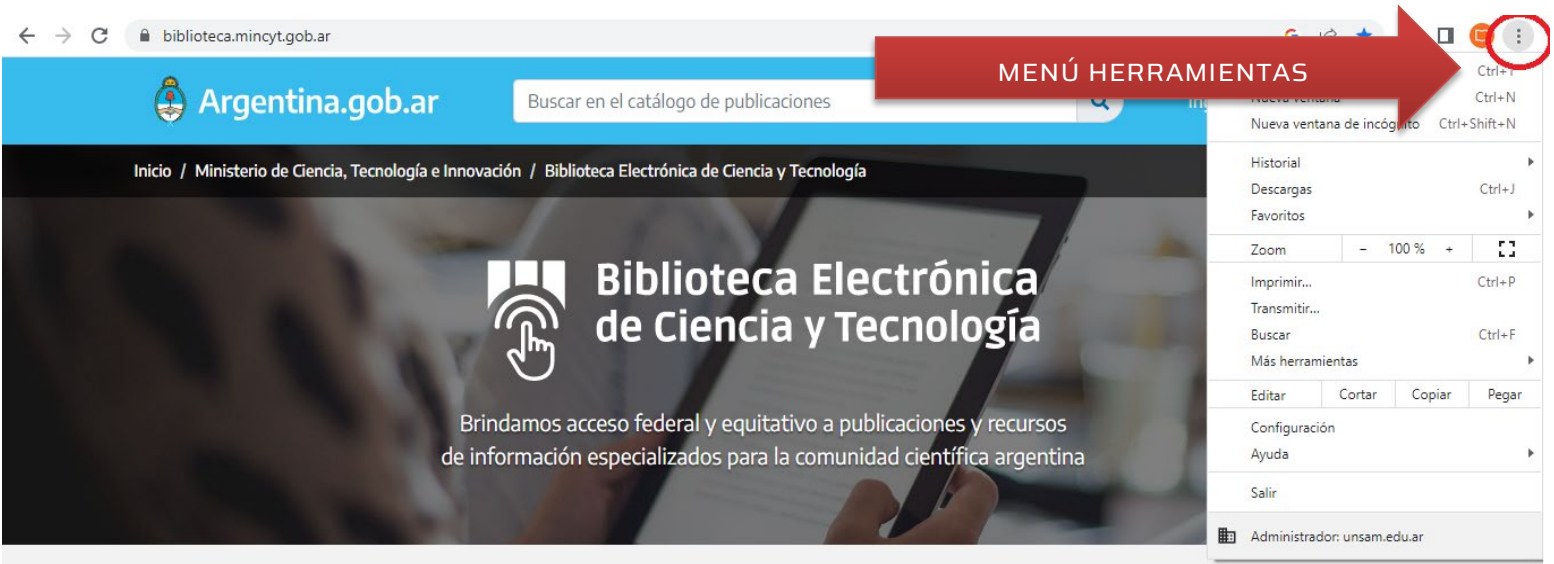 biblioteca.mincyt.gob.ar
MENÚ HERRAMIENTAS
Argentina.gob.ar
Buscar en el catálogo de publicaciones
Ctrl+T
Nueva ventana Ctrl+N
Nueva ventana de incógnito Ctrl+Shift+N
Inicio / Ministerio de Ciencia, Tecnología e Innovación / Biblioteca Electrónica de Ciencia y Tecnología
Historial
Descargas Ctrl+J
Favoritos
Zoom - 100 % +
Imprimir... Ctrl+P
Transmitir...
Buscar Ctrl+F
Más herramientas
Editar Cortar Copiar Pegar
Configuración
Ayuda
Salir
Administrador: unsam.edu.ar
Biblioteca Electrónica
de Ciencia y Tecnología
Brindamos acceso federal y equitativo a publicaciones y recursos
de información especializados para la comunidad científica argentina